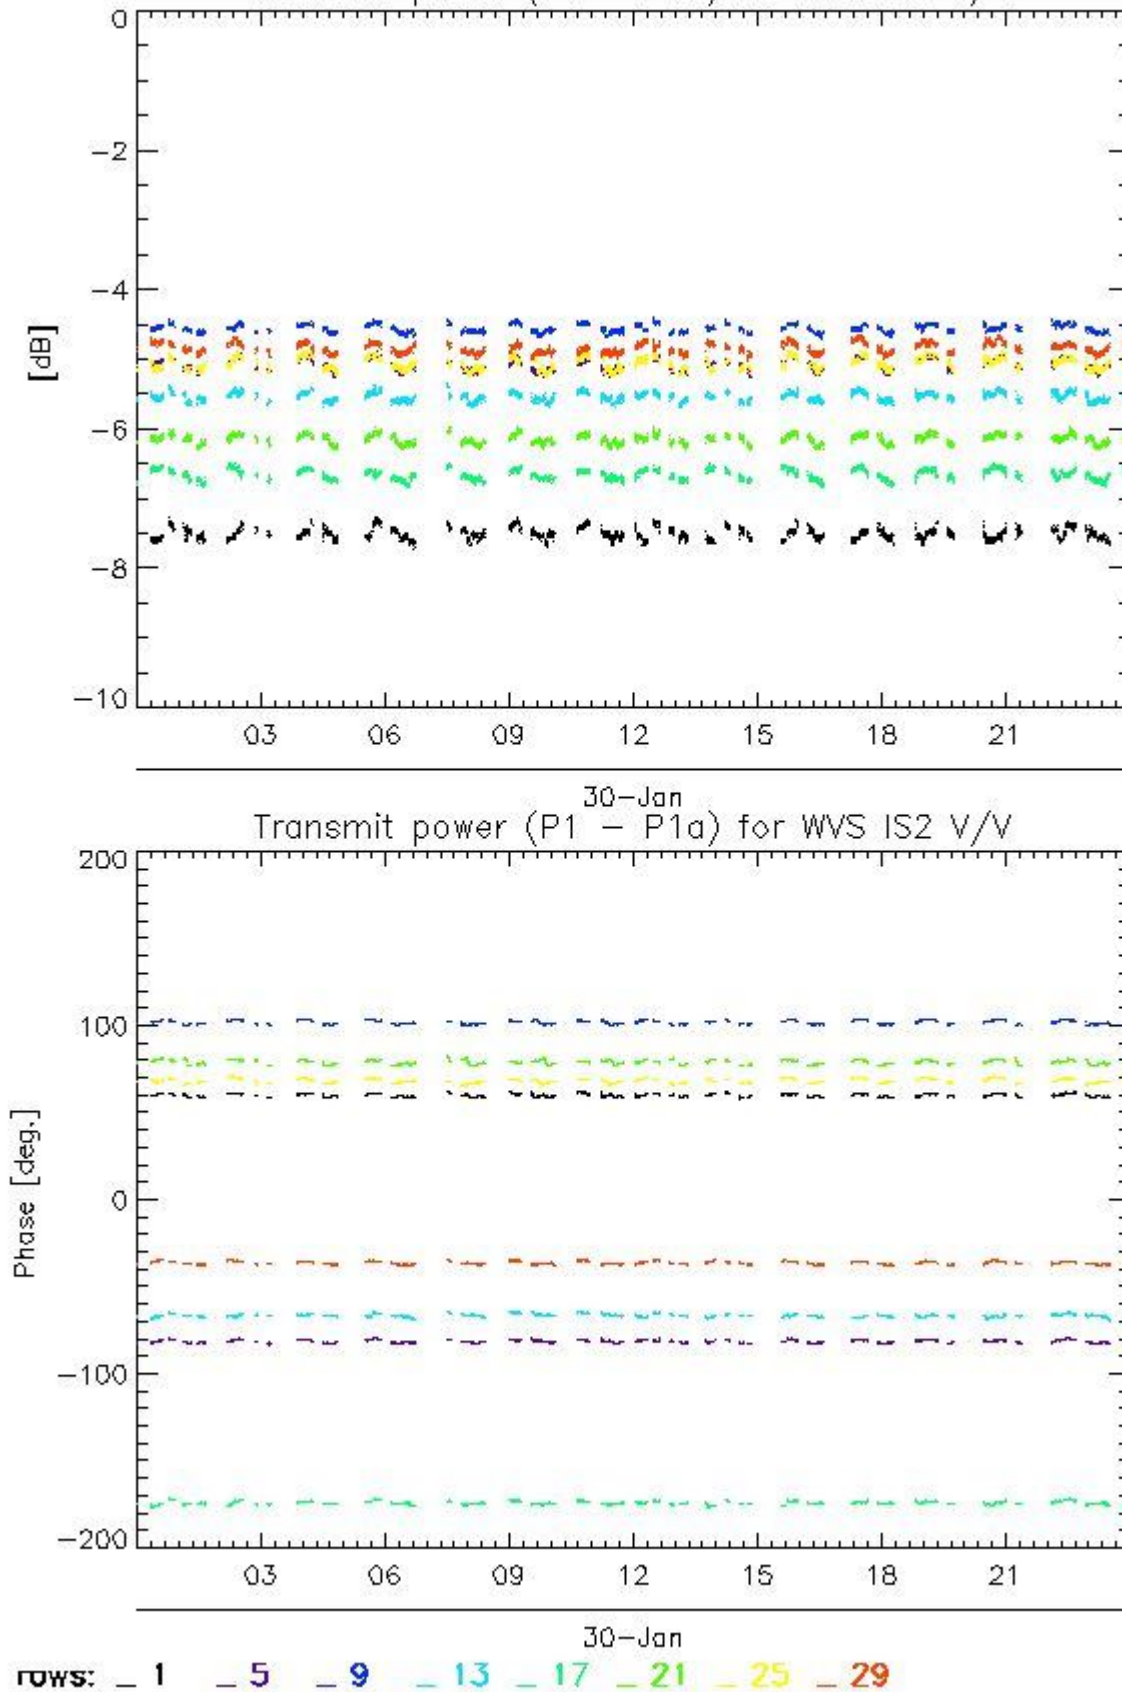 0
-2
-4
[dB]
-6
-8
-10
03 06 09 12 15 18 21
30-Jan
Transmit power (P1 - P1a) for WVS IS2 V/V
200
100
Phase [deg.]
0
-100
-200
03 06 09 12 15 18 21
30-Jan
rows: _ 1 _ 5 _ 9 _ 13 _ 17 _ 21 _ 25 _ 29